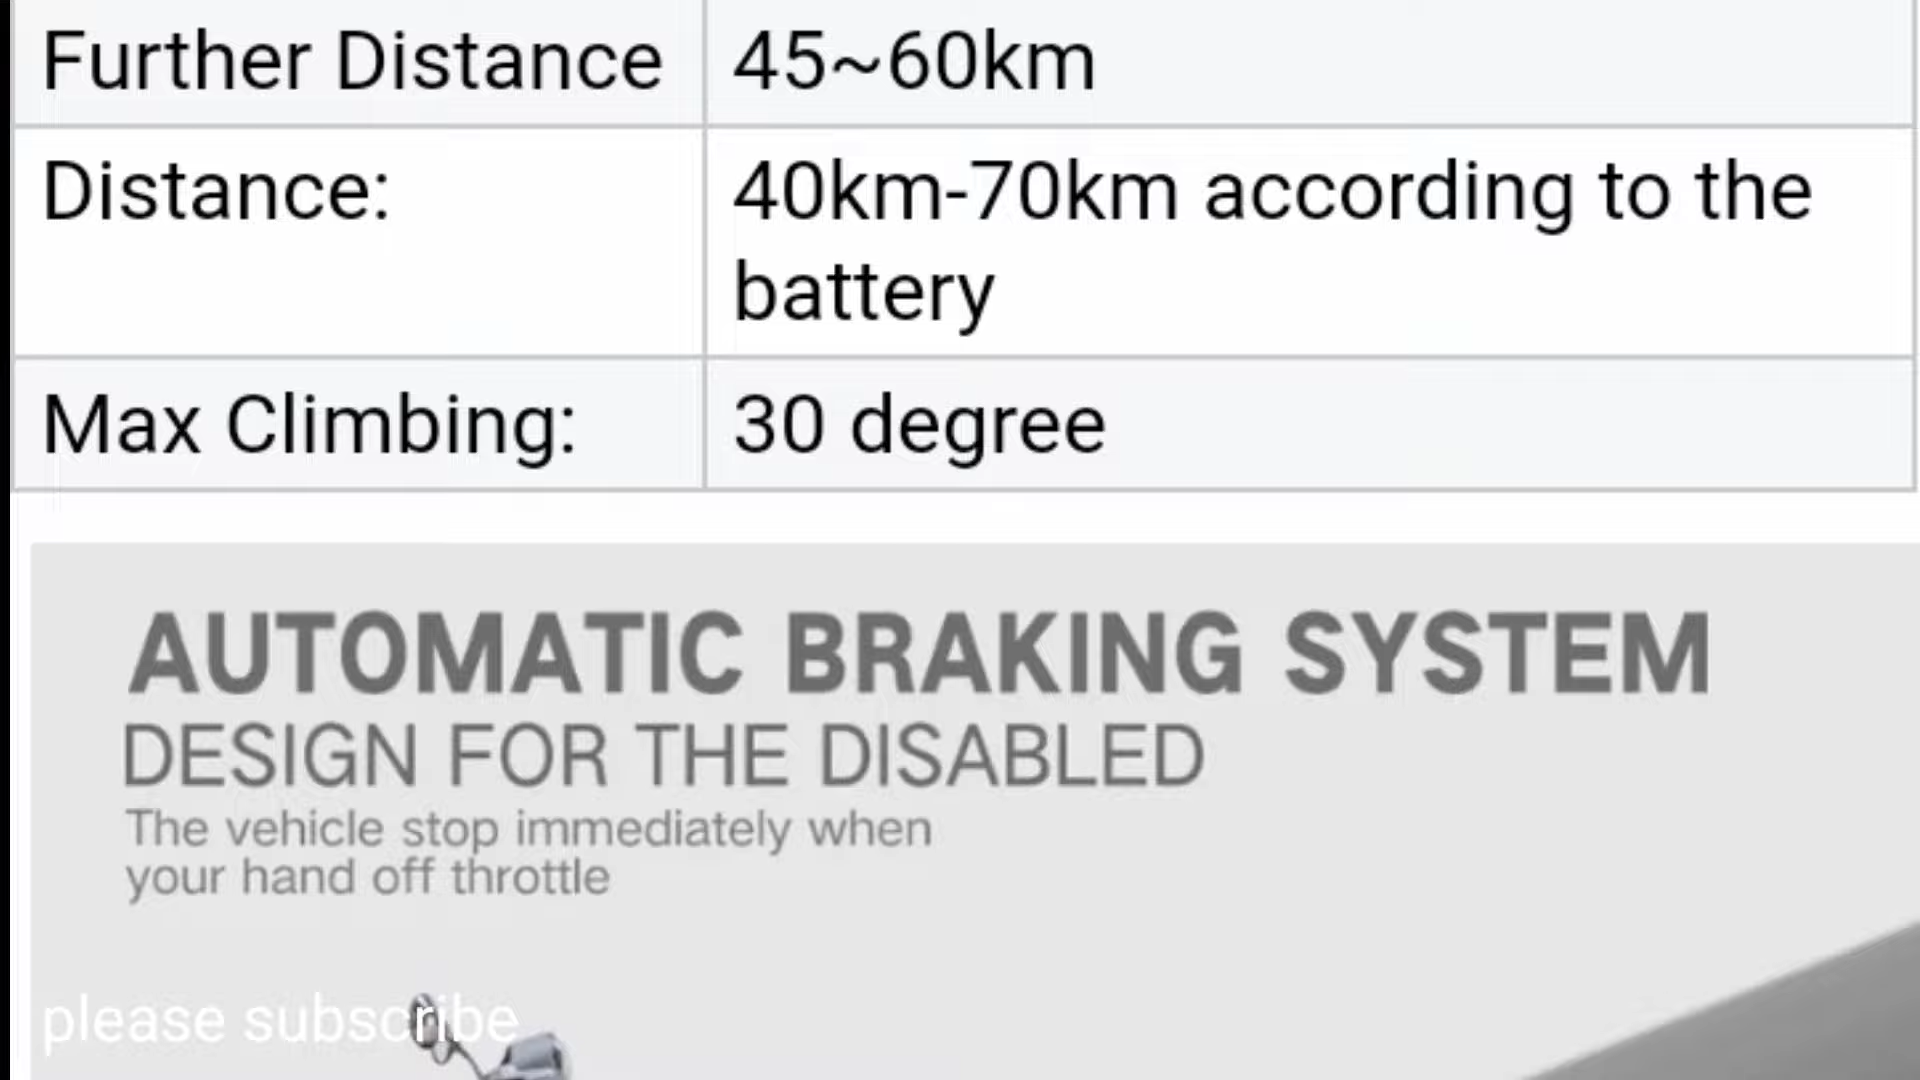 Further Distance 45~60km
Distance: 40km-70km according to the
battery
Max Climbing: 30 degree
AUTOMATIC BRAKING SYSTEM
DESIGN FOR THE DISABLED
The vehicle stop immediately when
your hand off throttle
please subscribe